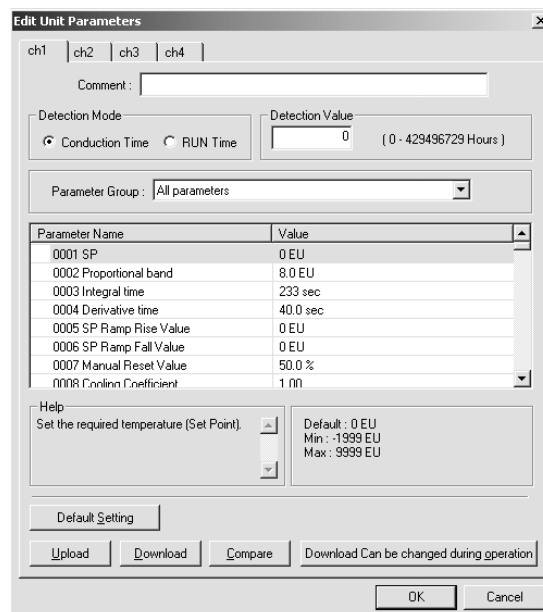 Edit Unit Parameters
ch1 ch2 ch3 ch4
Comment :
Detection Mode
Conduction Time RUN Time
Detection Value
0 ( 0 - 429496729 Hours )
Parameter Group : All parameters
Parameter Name Value
0001 SP 0 EU
0002 Proportional band 8.0 EU
0003 Integral time 233 sec
0004 Derivative time 40.0 sec
0005 SP Ramp Rise Value 0 EU
0006 SP Ramp Fall Value 0 EU
0007 Manual Reset Value 50.0 %
0008 Cooling Coefficient 1.00
Help
Set the required temperature (Set Point).
Default : 0 EU
Min : -1999 EU
Max : 9999 EU
Default Setting
Upload Download Compare Download Can be changed during operation
OK Cancel